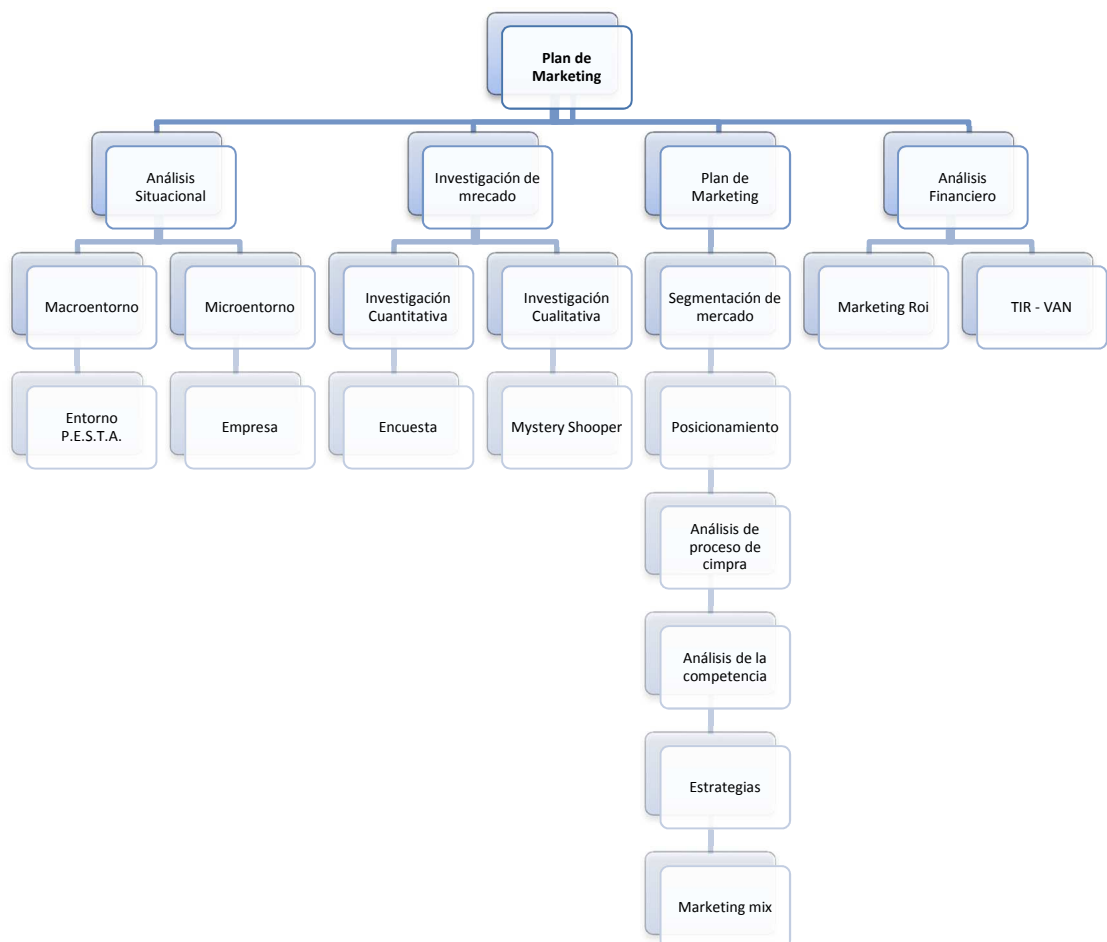 Plan de
Marketing
Análisis
Situacional
Investigación de
mrecado
Plan de
Marketing
Análisis
Financiero
Macroentorno
Microentorno
Investigación
Cuantitativa
Investigación
Cualitativa
Segmentación de
mercado
Marketing Roi
TIR - VAN
Entorno
P.E.S.T.A.
Empresa
Encuesta
Mystery Shooper
Posicionamiento
Análisis de
proceso de
cimpra
Análisis de la
competencia
Estrategias
Marketing mix